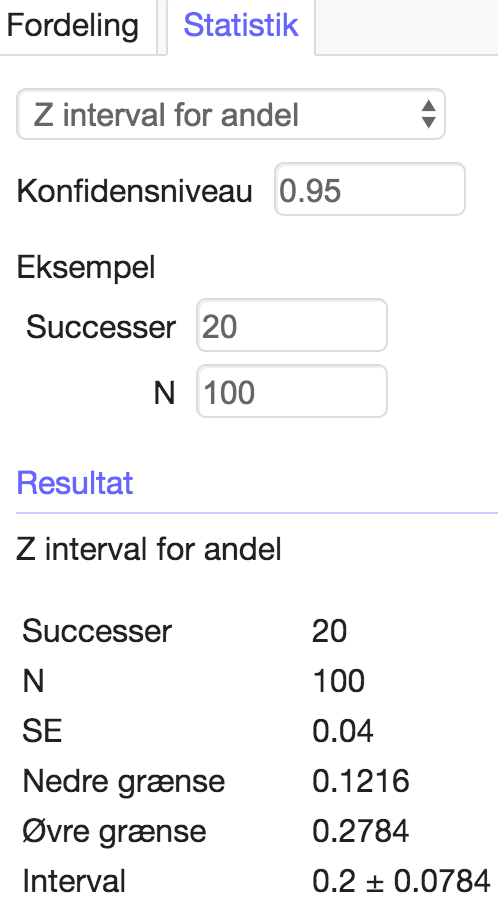 Fordeling Statistik
Z interval for andel
Konfidensniveau 0.95
Eksempel
Successer 20
N 100
Resultat
Z interval for andel
Successer 20
N 100
SE 0.04
Nedre grænse 0.1216
Øvre grænse 0.2784
Interval 0.2 ± 0.0784